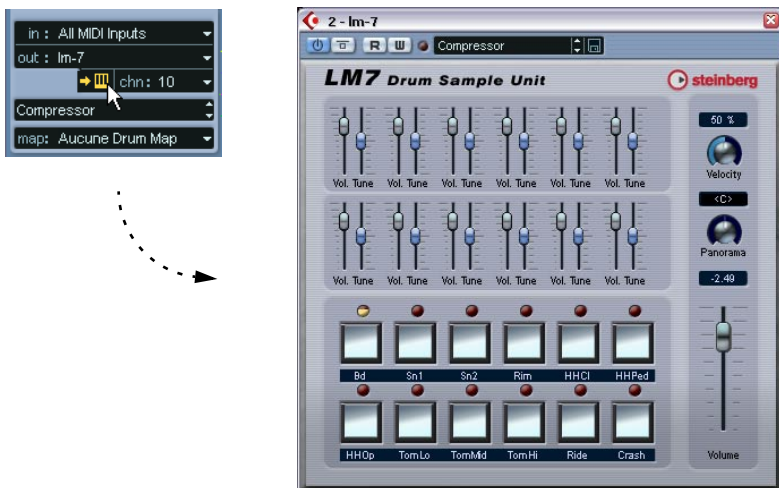 in : All MIDI Inputs
out : lm-7
chn: 10
Compressor
map: Aucune Drum Map
2 - lm-7
R W Compressor
LM7 Drum Sample Unit
steinberg
Vol. Tune Vol. Tune Vol. Tune Vol. Tune Vol. Tune Vol. Tune
Vol. Tune Vol. Tune Vol. Tune Vol. Tune Vol. Tune Vol. Tune
50 %
Velocity
<C>
Panorama
-2.49
Bd Sn1 Sn2 Rim HHCl HHPed
HHOp TomLo TomMid TomHi Ride Crash
Volume